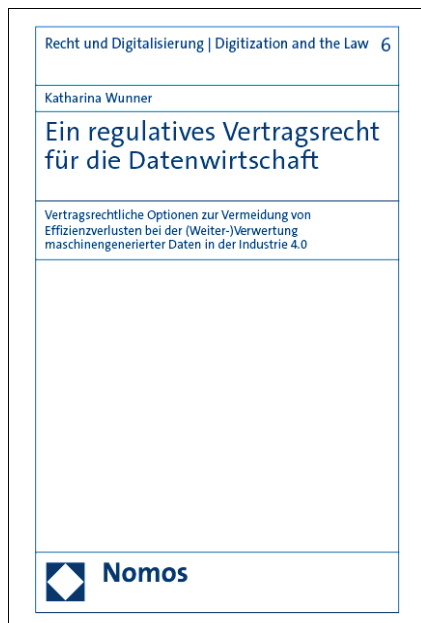 Recht und Digitalisierung | Digitization and the Law 6
Katharina Wunner
Ein regulatives Vertragsrecht
für die Datenwirtschaft
Vertragsrechtliche Optionen zur Vermeidung von
Effizienzverlusten bei der (Weiter-)Verwertung
maschinengenerierter Daten in der Industrie 4.0
Nomos